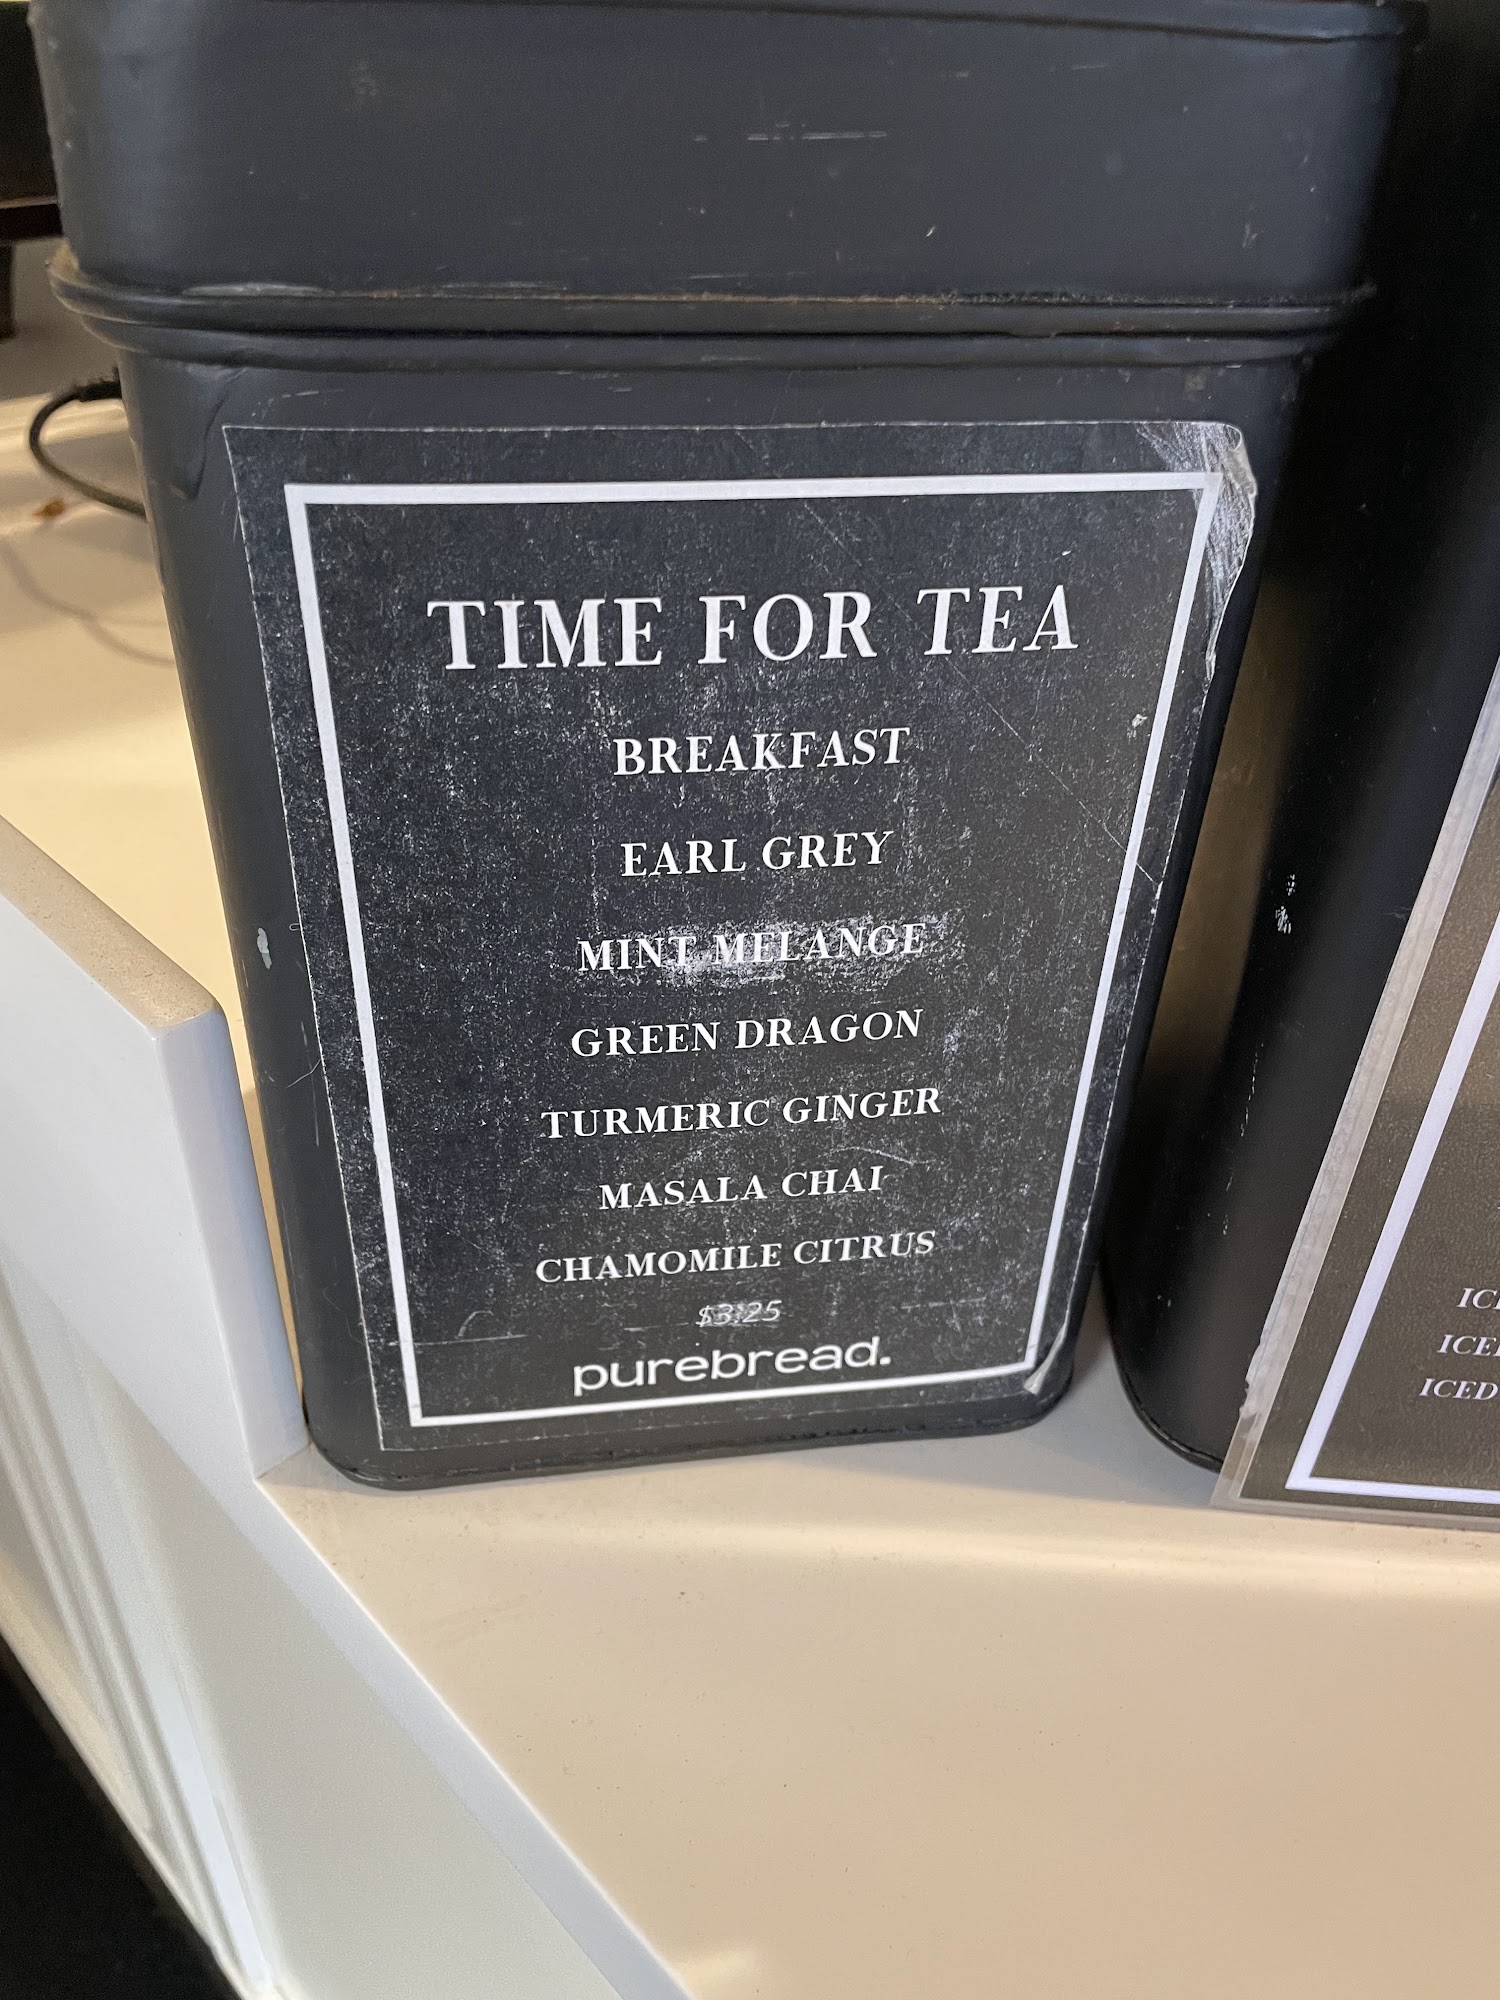 TIME FOR TEA
BREAKFAST
EARL GREY
MINT MELANGE
GREEN DRAGON
TURMERIC GINGER
MASALA CHAI
CHAMOMILE CITRUS
$3.25
purebread.
ICED